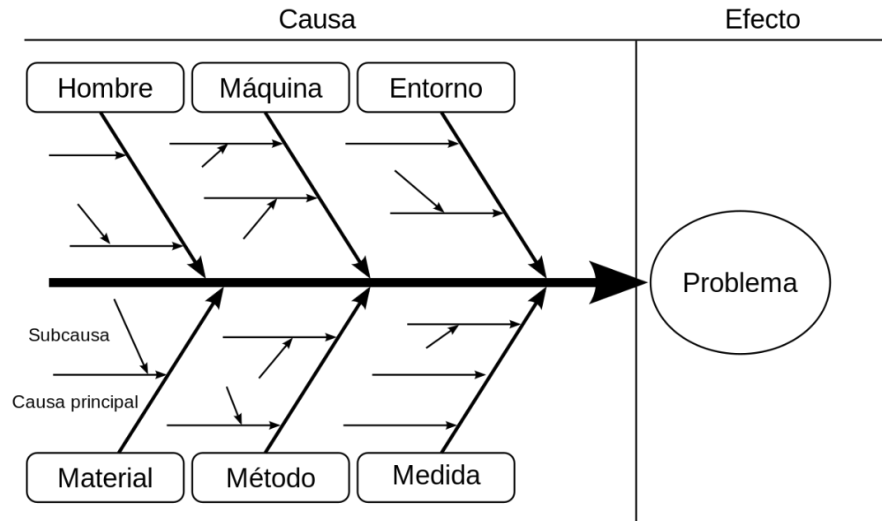 Causa
Efecto
Hombre
Máquina
Entorno
Problema
Subcausa
Causa principal
Material
Método
Medida